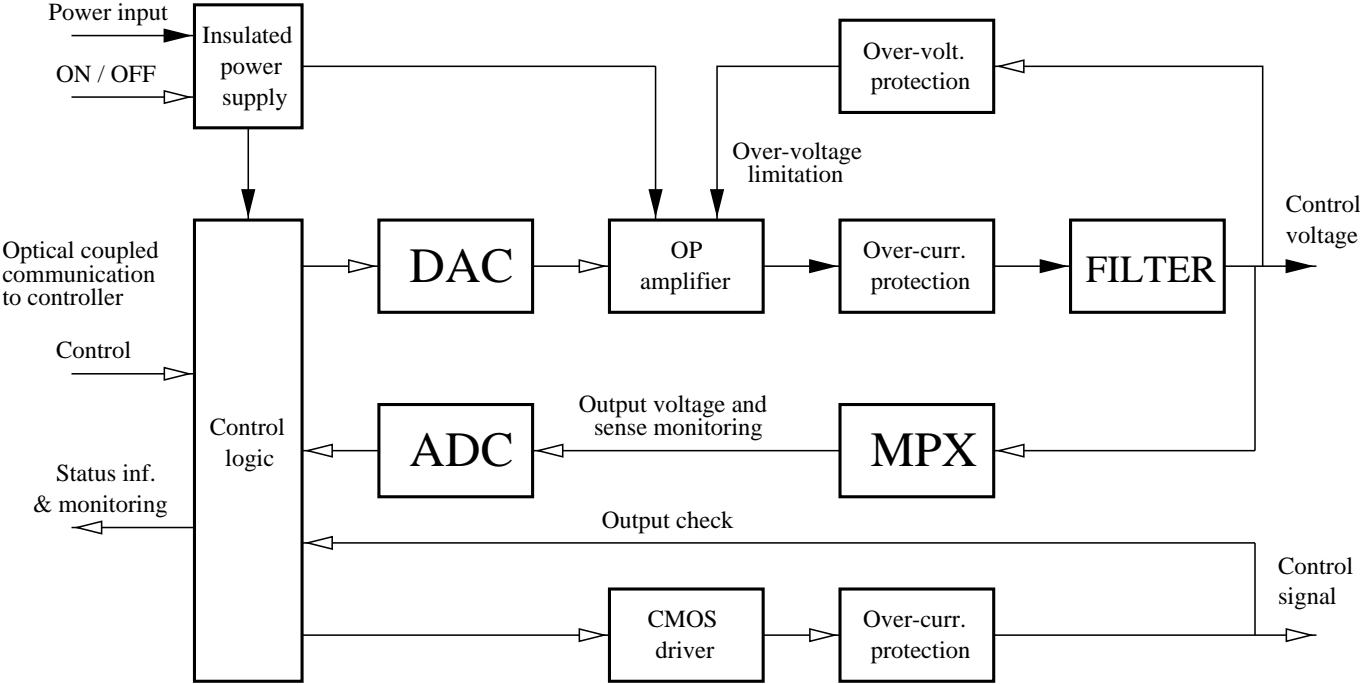 Power input
ON / OFF
Insulated
power
supply
Over-volt.
protection
Over-voltage
limitation
Control
voltage
Optical coupled
communication
to controller
DAC
OP
amplifier
Over-curr.
protection
FILTER
Control
Control
logic
ADC
Output voltage and
sense monitoring
MPX
Status inf.
& monitoring
Output check
CMOS
driver
Over-curr.
protection
Control
signal